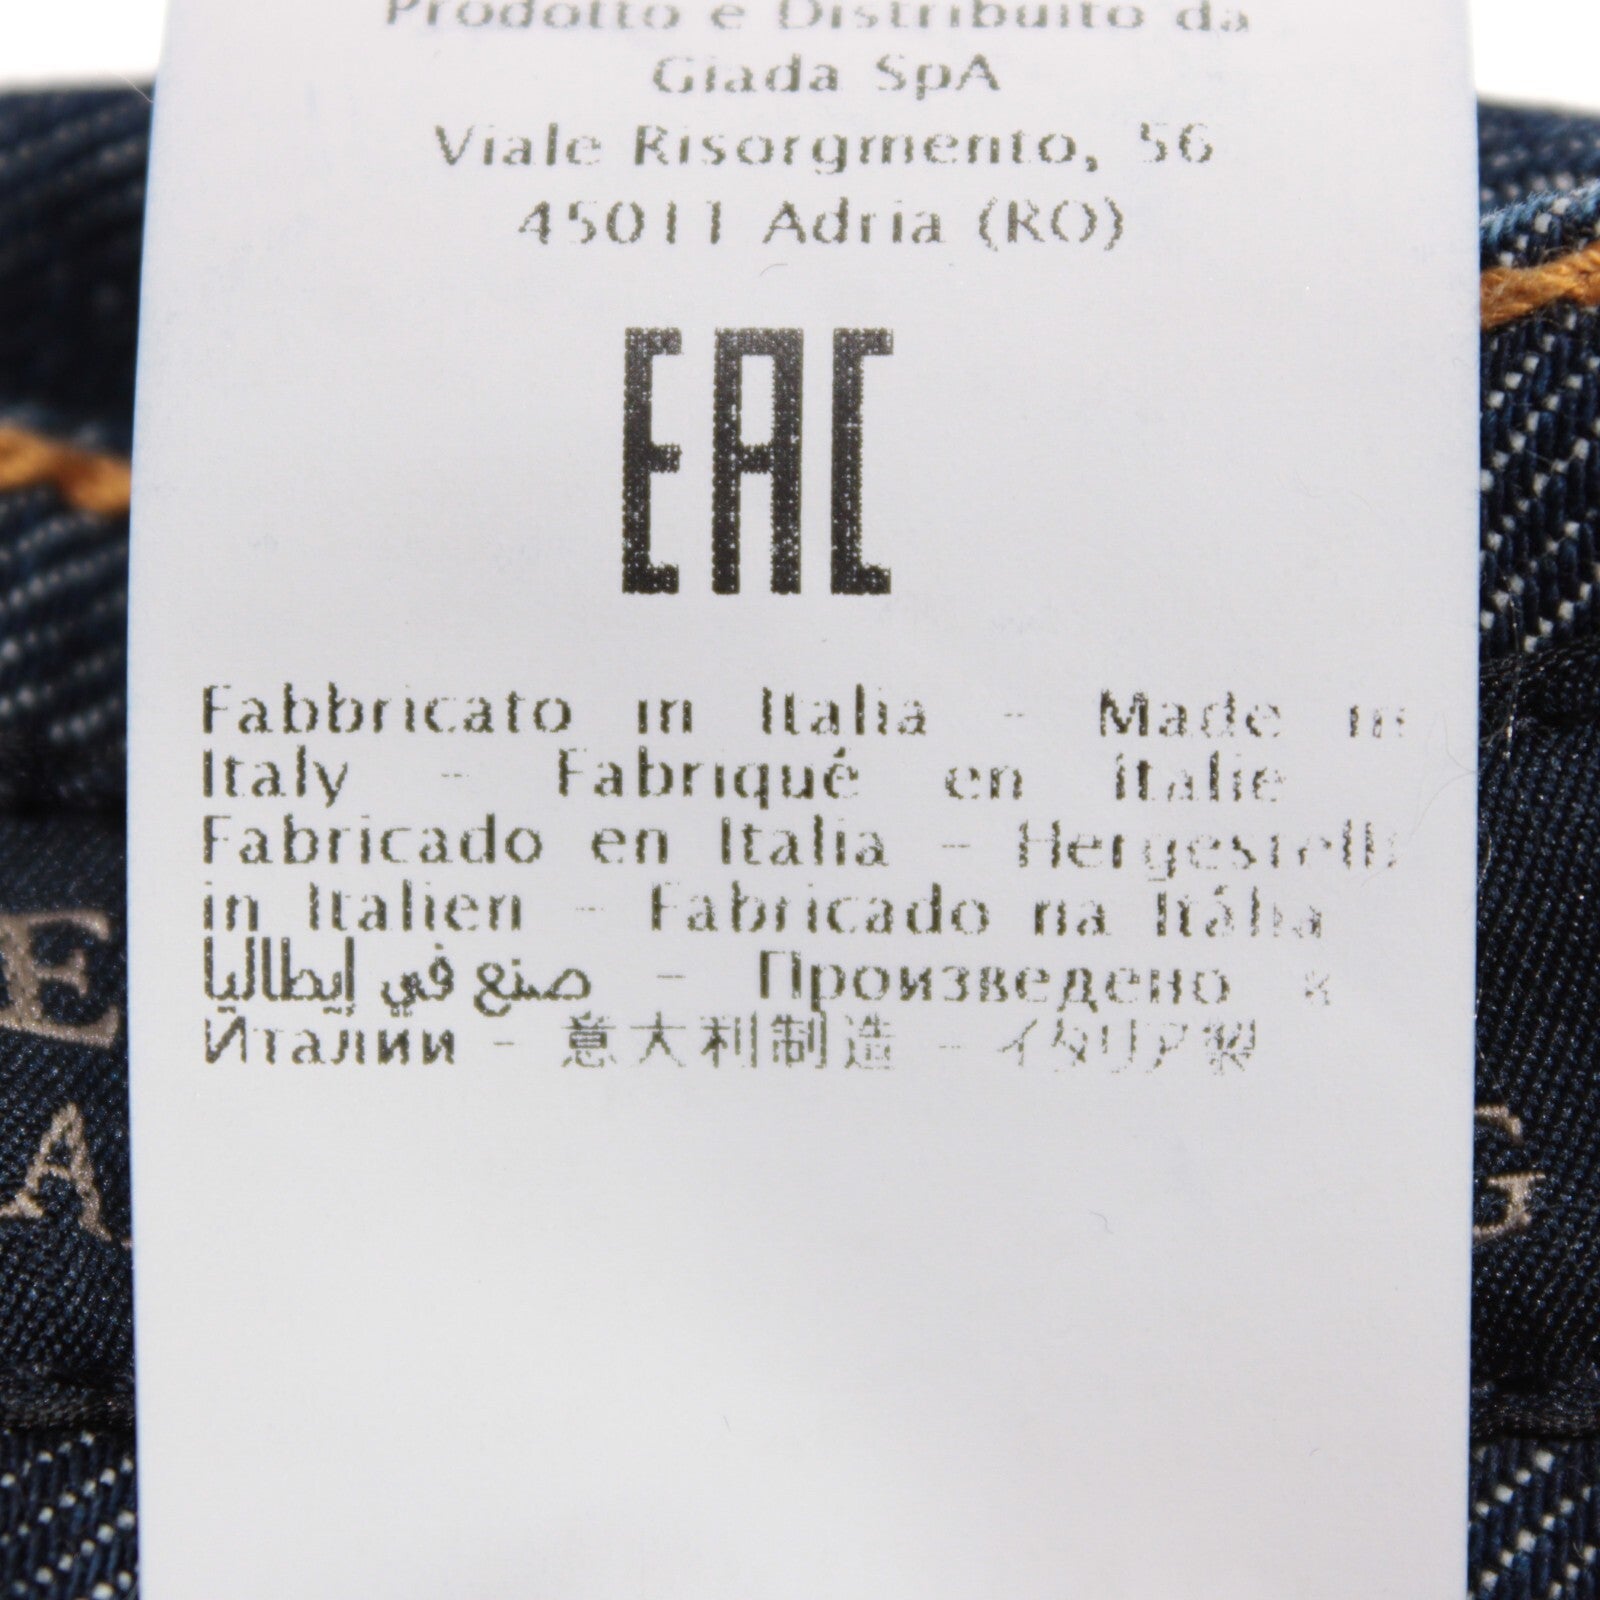 Prodotto e Distribuito da
Giada SpA
Viale Risorgmento, 56
45011 Adria (RO)
EAC
Fabbricato in Italia - Made in
Italy - Fabriqué en Italie
Fabricado en Italia - Hergestellt
in Italien - Fabricado na Itália
صنع في إيطاليا - Произведено в
Италии - 意大利制造 - イタリア製
E
A
G